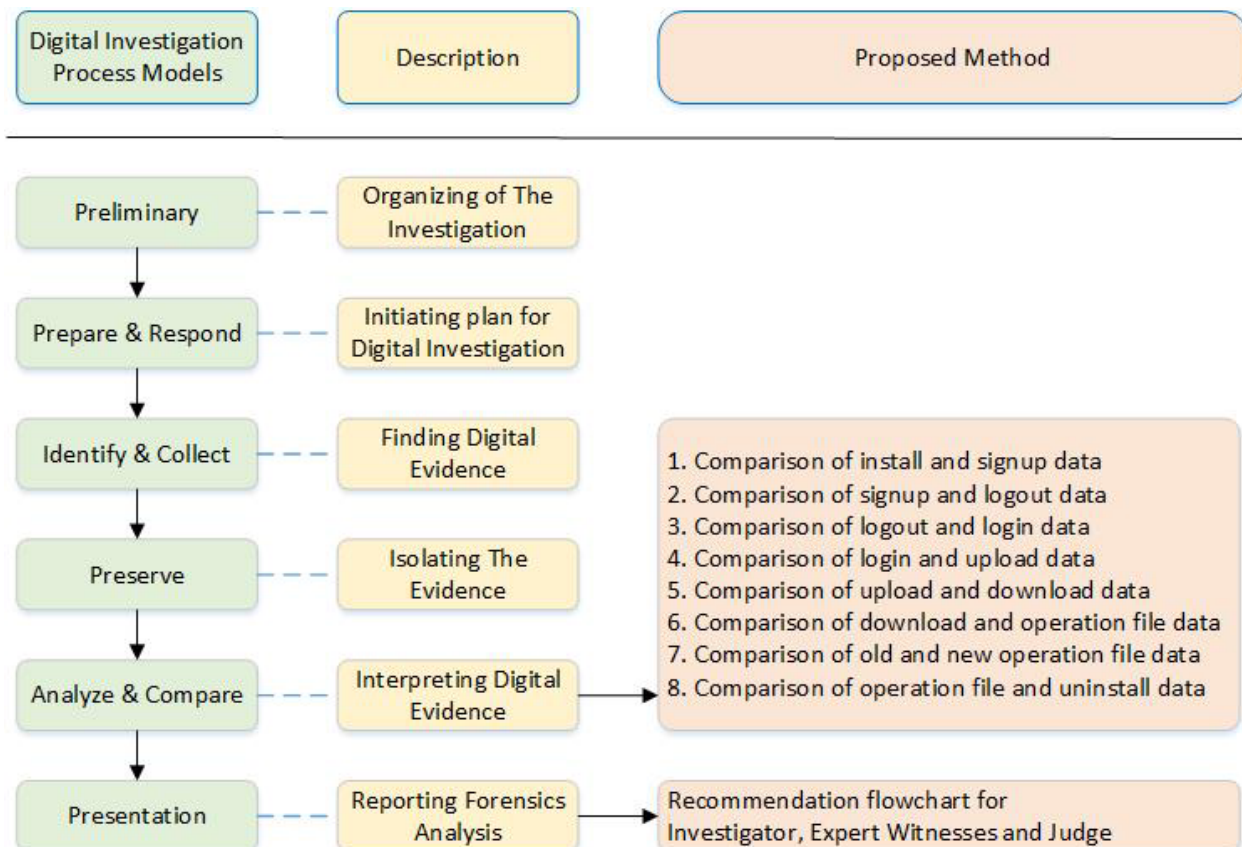 Digital Investigation
Process Models
Description
Proposed Method
Preliminary
Organizing of The
Investigation
Prepare & Respond
Initiating plan for
Digital Investigation
Identify & Collect
Finding Digital
Evidence
Preserve
Isolating The
Evidence
Analyze & Compare
Interpreting Digital
Evidence
1. Comparison of install and signup data
2. Comparison of signup and logout data
3. Comparison of logout and login data
4. Comparison of login and upload data
5. Comparison of upload and download data
6. Comparison of download and operation file data
7. Comparison of old and new operation file data
8. Comparison of operation file and uninstall data
Presentation
Reporting Forensics
Analysis
Recommendation flowchart for
Investigator, Expert Witnesses and Judge